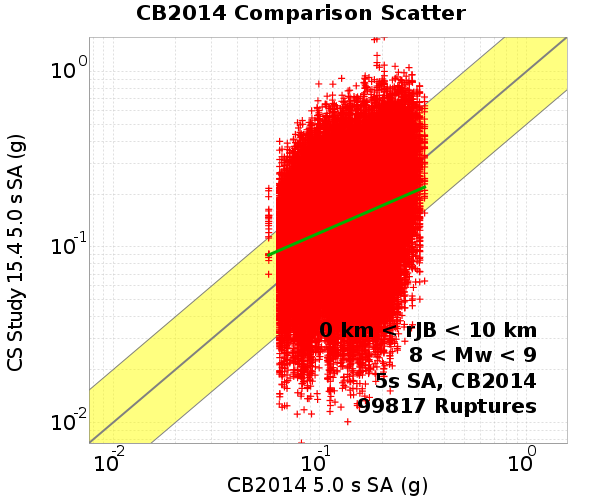 CB2014 Comparison Scatter
CS Study 15.4 5.0 s SA (g)
10^0
10^-1
10^-2
0 km < rJB < 10 km
8 < Mw < 9
5s SA, CB2014
99817 Ruptures
10^-2 10^-1 10^0
CB2014 5.0 s SA (g)